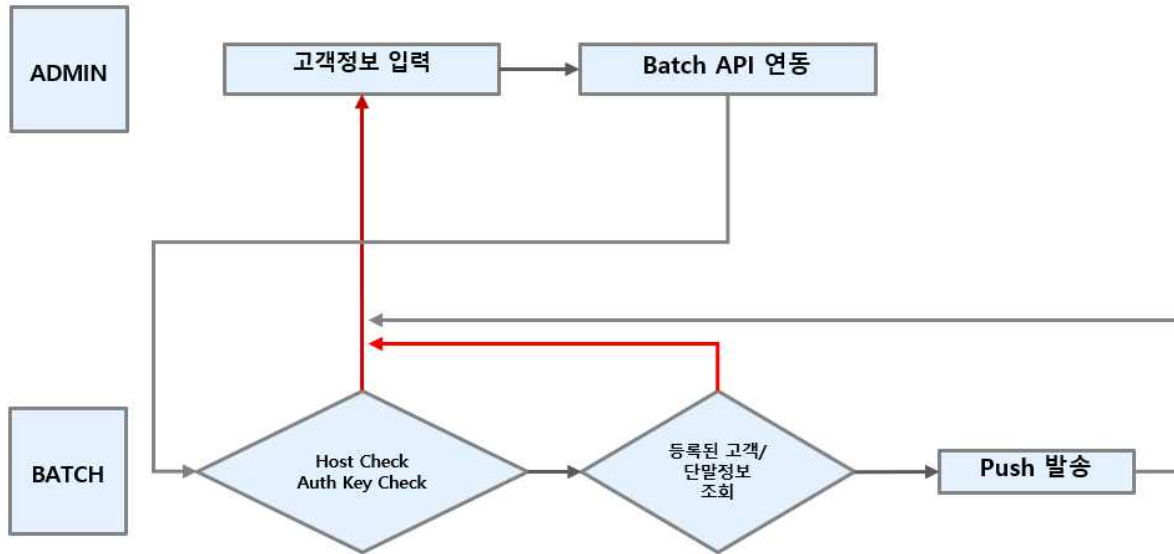 ADMIN
고객정보 입력
Batch API 연동
BATCH
Host Check
Auth Key Check
등록된 고객/
단말정보
조회
Push 발송